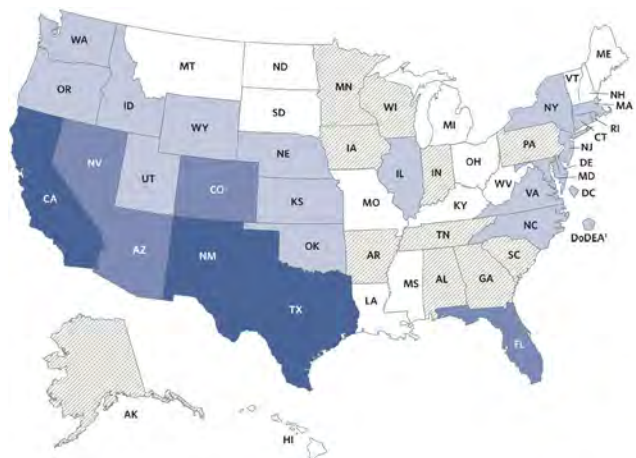 WA
MT
ND
MN
ME
VT
NH
MA
OR
ID
SD
WI
NY
RI
CT
WY
MI
PA
NJ
IA
NE
DE
MD
NV
OH
IL
IN
UT
CO
WV
VA
DC
CA
KS
MO
KY
NC
DoDEA¹
TN
OK
AZ
NM
AR
SC
MS
AL
GA
TX
LA
FL
AK
HI